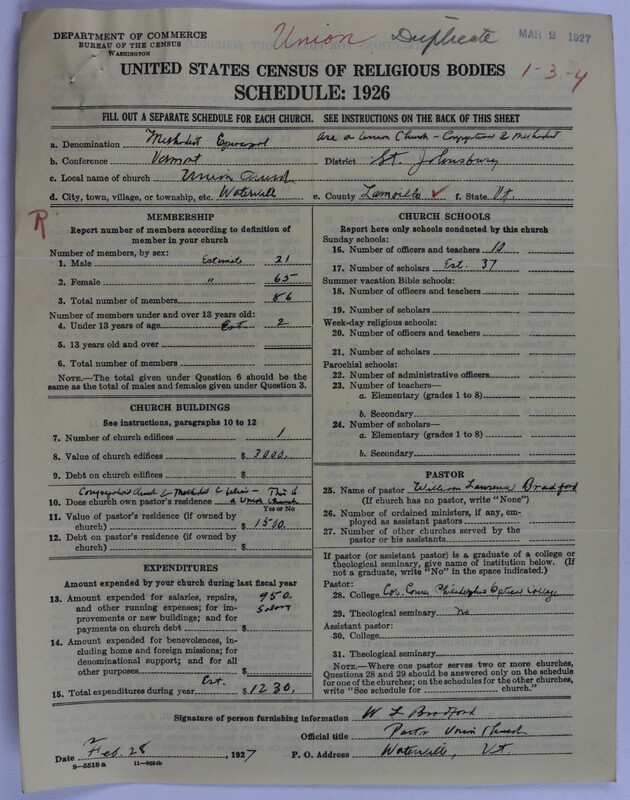 DEPARTMENT OF COMMERCE
BUREAU OF THE CENSUS
WASHINGTON
Union Duplicate
MAR 2 1927
UNITED STATES CENSUS OF RELIGIOUS BODIES
1-3-4
SCHEDULE: 1926
FILL OUT A SEPARATE SCHEDULE FOR EACH CHURCH. SEE INSTRUCTIONS ON THE BACK OF THIS SHEET
a. Denomination Methodist Episcopal are a Union Church - Congregational & Methodist
b. Conference Vermont District St. Johnsbury
c. Local name of church Union Church
d. City, town, village, or township, etc. Waterville e. County Lamoille ✓ f. State Vt.
R
MEMBERSHIP
Report number of members according to definition of
member in your church
Number of members, by sex:
1. Male Estimate 21
2. Female " 65
3. Total number of members 86
Number of members under and over 13 years old:
4. Under 13 years of age Est 2
5. 13 years old and over
6. Total number of members
NOTE.—The total given under Question 6 should be
same as the total of males and females given under Question 3.
CHURCH BUILDINGS
See instructions, paragraphs 10 to 12
7. Number of church edifices 1
8. Value of church edifices $ 3000.
9. Debt on church edifices $
This is
10. Does church own pastor's residence a Union Church
Yes or No
11. Value of pastor's residence (if owned by
church) $ 1500.
12. Debt on pastor's residence (if owned by
church) $
EXPENDITURES
Amount expended by your church during last fiscal year
13. Amount expended for salaries, repairs, 950.
and other running expenses; for im- Salary
provements or new buildings; and for
payments on church debt $
14. Amount expended for benevolences, in-
cluding home and foreign missions; for
denominational support; and for all
other purposes $
Est.
15. Total expenditures during year $ 1230.
CHURCH SCHOOLS
Report here only schools conducted by this church
Sunday schools:
16. Number of officers and teachers 10
17. Number of scholars Est. 37
Summer vacation Bible schools:
18. Number of officers and teachers
19. Number of scholars
Week-day religious schools:
20. Number of officers and teachers
21. Number of scholars
Parochial schools:
22. Number of administrative officers
23. Number of teachers—
a. Elementary (grades 1 to 8)
b. Secondary
24. Number of scholars—
a. Elementary (grades 1 to 8)
b. Secondary
PASTOR
25. Name of pastor William Lawrence Bradford
(If church has no pastor, write "None")
26. Number of ordained ministers, if any, em-
ployed as assistant pastors
27. Number of other churches served by the
pastor or his assistants
If pastor (or assistant pastor) is a graduate of a college or
theological seminary, give name of institution below. (If
not a graduate, write "No" in the space indicated.)
Pastor:
28. College Philadelphia Optical College
29. Theological seminary No
Assistant pastor:
30. College
31. Theological seminary
NOTE.—Where one pastor serves two or more churches,
Questions 28 and 29 should be answered only on the schedule
for one of the churches; on the schedules for the other churches,
write "See schedule for church."
Signature of person furnishing information W L Bradford
Official title Pastor Union Church
Date Feb. 28, 1927 P. O. Address Waterville, Vt.
8-5518a 11-9054b